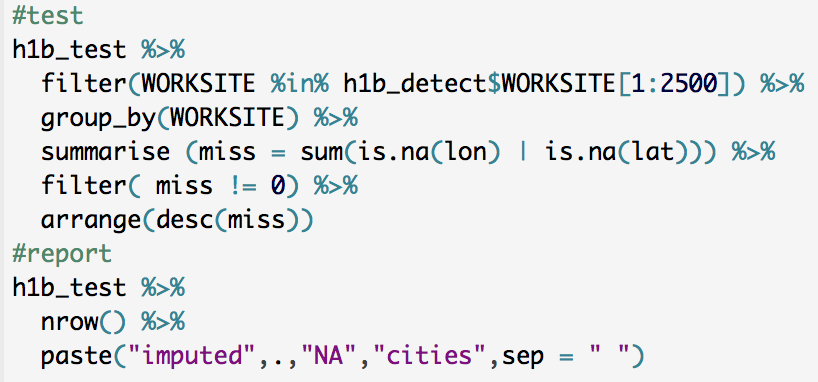 #test
h1b_test %>%
  filter(WORKSITE %in% h1b_detect$WORKSITE[1:2500]) %>%
  group_by(WORKSITE) %>%
  summarise (miss = sum(is.na(lon) | is.na(lat))) %>%
  filter( miss != 0) %>%
  arrange(desc(miss))
#report
h1b_test %>%
  nrow() %>%
  paste("imputed",.,"NA","cities",sep = " ")